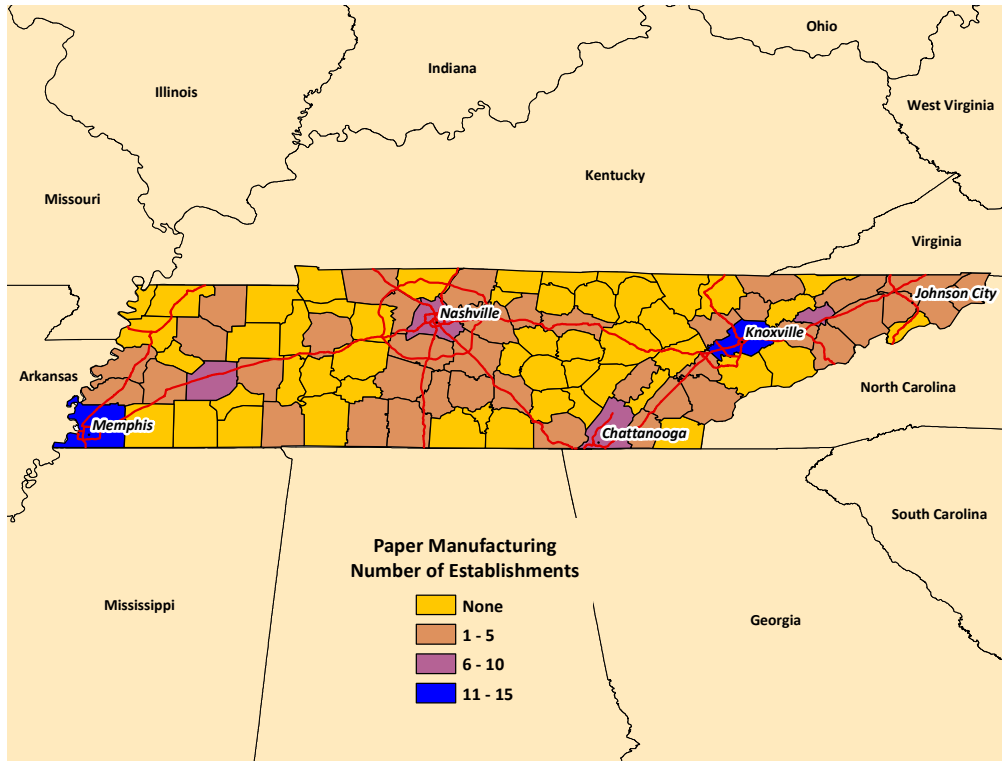 Ohio
Indiana
Illinois
West Virginia
Kentucky
Missouri
Virginia
Johnson City
Nashville
Knoxville
Arkansas
North Carolina
Memphis
Chattanooga
South Carolina
Paper Manufacturing
Number of Establishments
None
1 - 5
6 - 10
11 - 15
Mississippi
Georgia